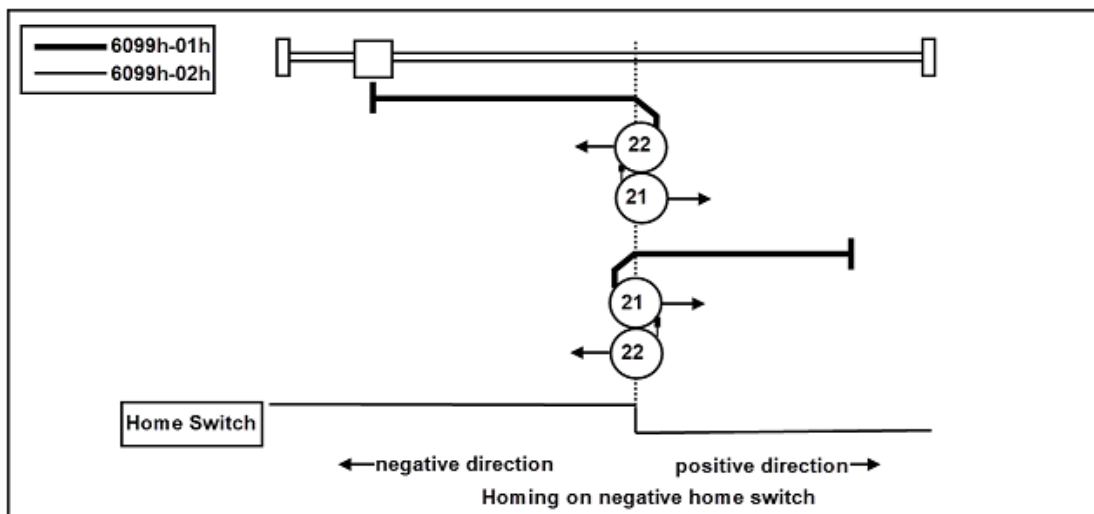 6099h-01h
6099h-02h
22
21
21
22
Home Switch
negative direction
positive direction
Homing on negative home switch